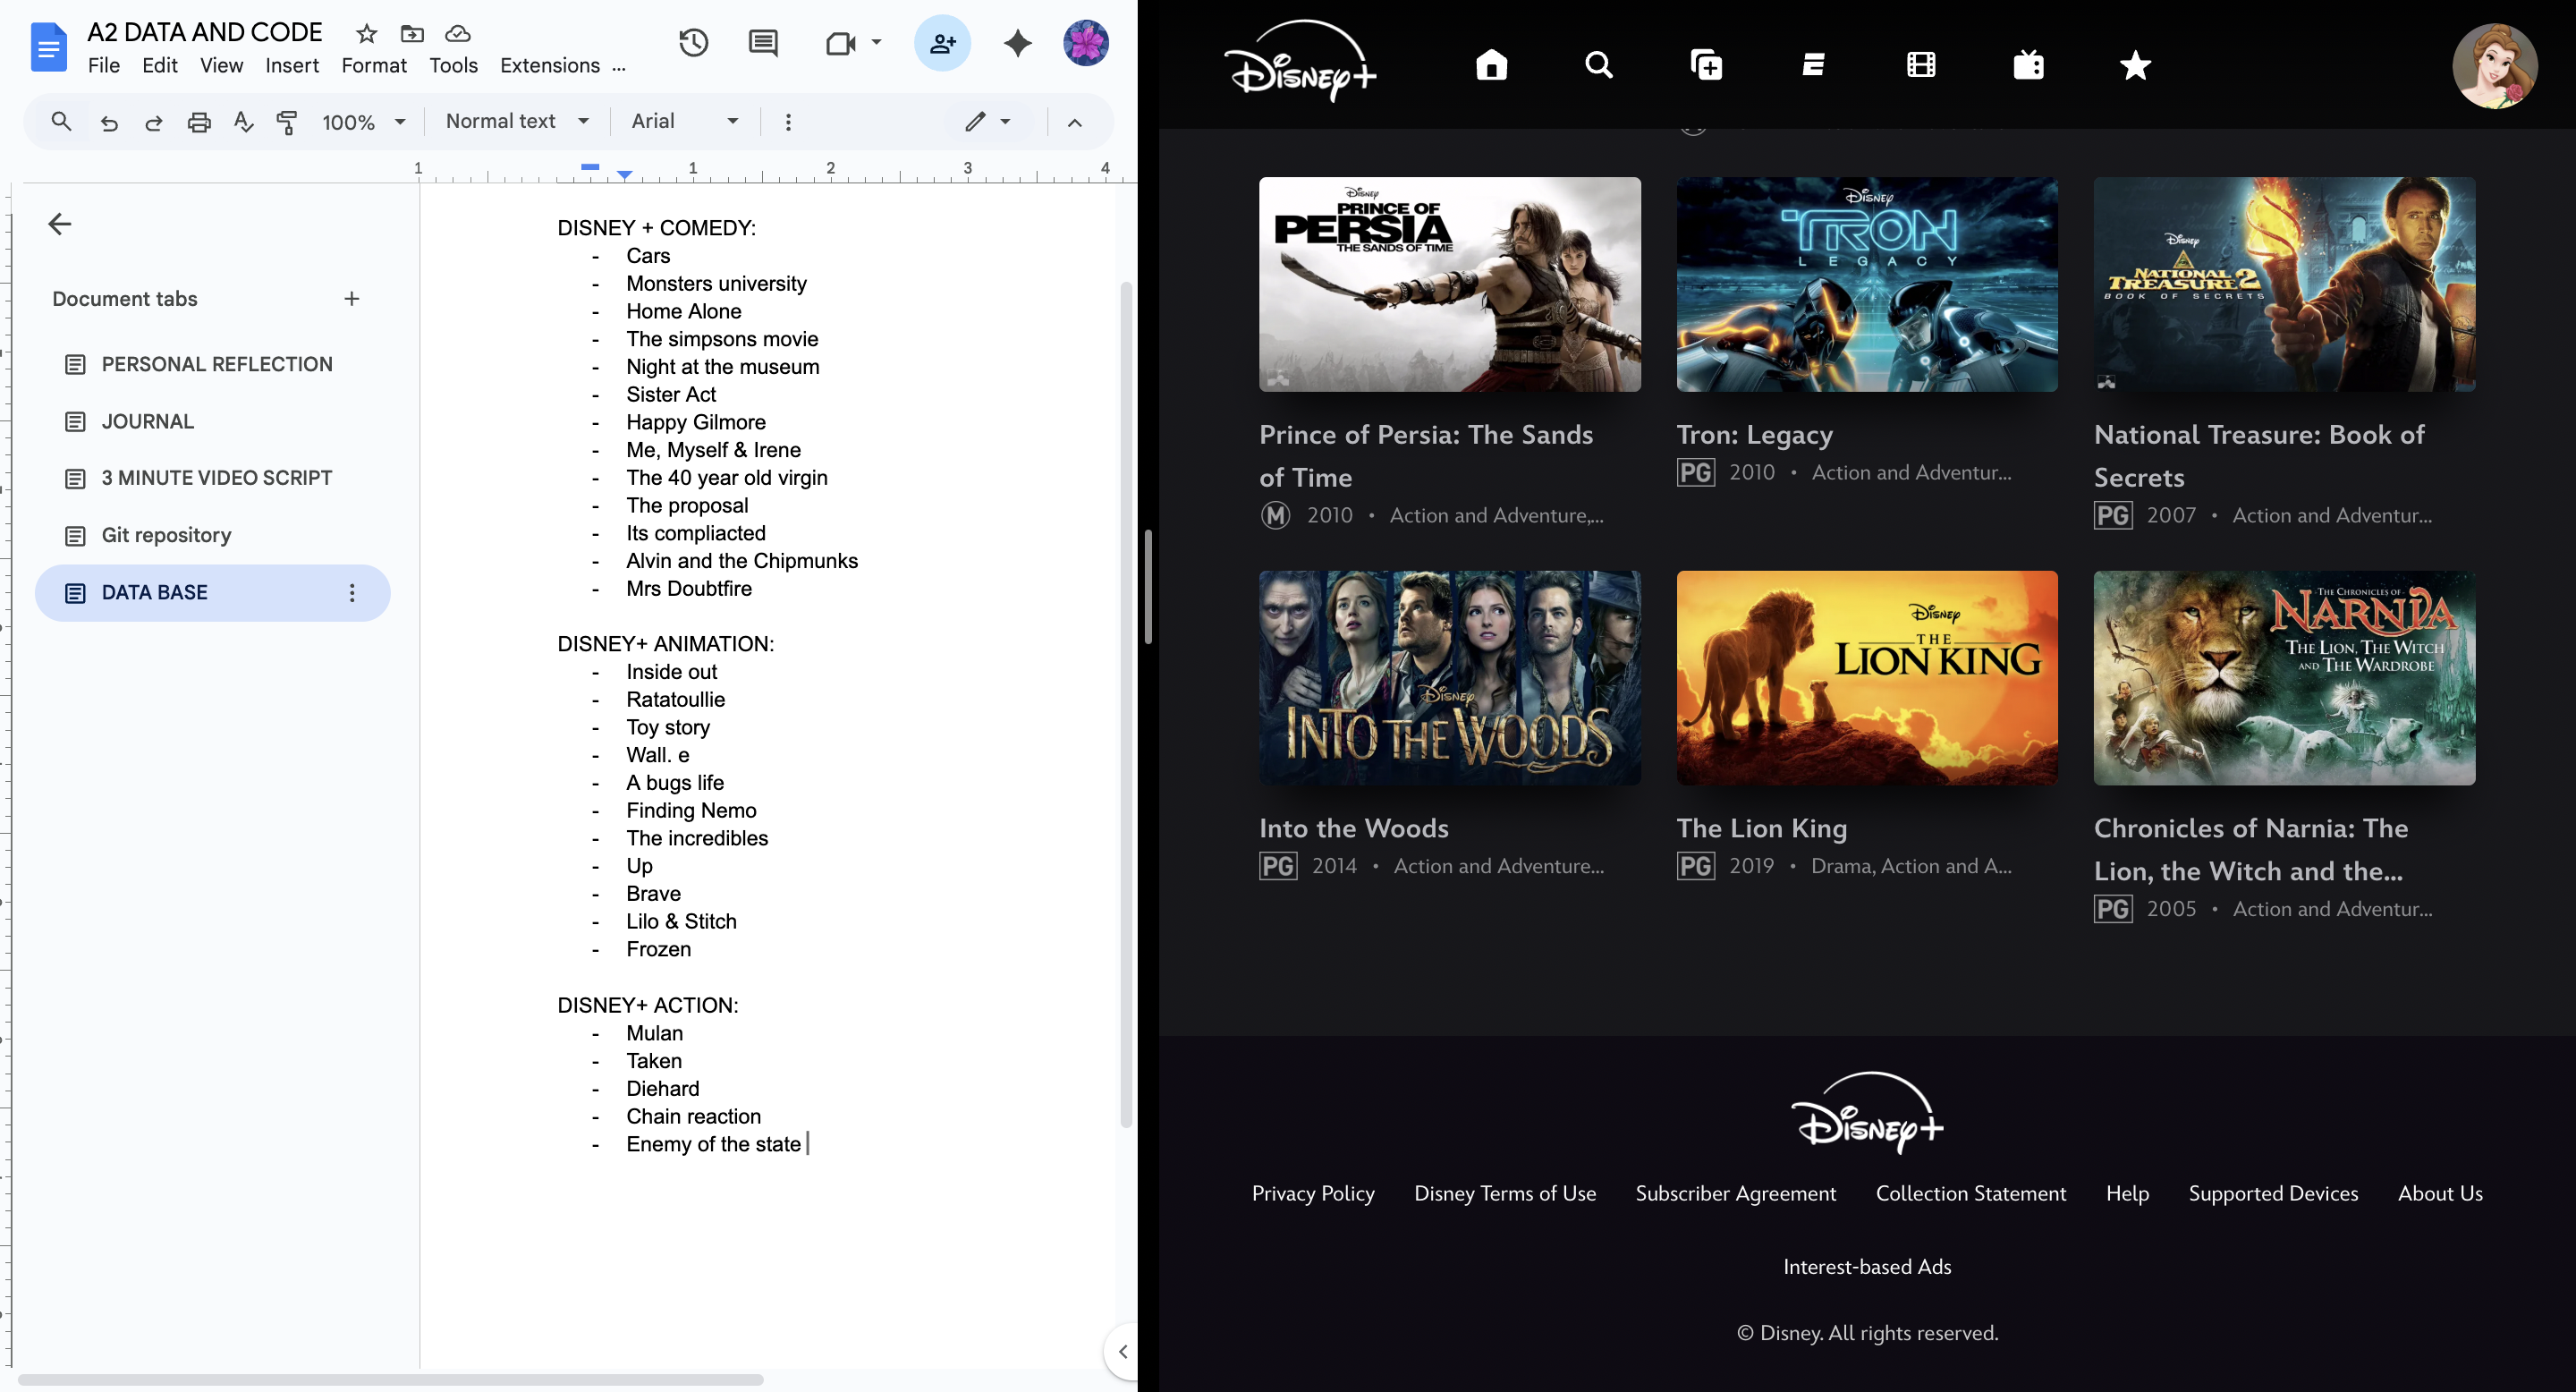 A2 DATA AND CODE
File Edit View Insert Format Tools Extensions ...
100% Normal text Arial
1 1 2 3 4
Document tabs
PERSONAL REFLECTION
JOURNAL
3 MINUTE VIDEO SCRIPT
Git repository
DATA BASE
DISNEY + COMEDY:
- Cars
- Monsters university
- Home Alone
- The simpsons movie
- Night at the museum
- Sister Act
- Happy Gilmore
- Me, Myself & Irene
- The 40 year old virgin
- The proposal
- Its compliacted
- Alvin and the Chipmunks
- Mrs Doubtfire
DISNEY+ ANIMATION:
- Inside out
- Ratatoullie
- Toy story
- Wall. e
- A bugs life
- Finding Nemo
- The incredibles
- Up
- Brave
- Lilo & Stitch
- Frozen
DISNEY+ ACTION:
- Mulan
- Taken
- Diehard
- Chain reaction
- Enemy of the state
Disney+
Disney
PRINCE OF
PERSIA
THE SANDS OF TIME
Prince of Persia: The Sands
of Time
M 2010 • Action and Adventure,...
Disney
TRON
LEGACY
Tron: Legacy
PG 2010 • Action and Adventur...
Disney
NATIONAL
TREASURE 2
BOOK OF SECRETS
National Treasure: Book of
Secrets
PG 2007 • Action and Adventur...
Disney
INTO THE WOODS
Into the Woods
PG 2014 • Action and Adventure...
Disney
THE
LION KING
The Lion King
PG 2019 • Drama, Action and A...
THE CHRONICLES OF
NARNIA
THE LION, THE WITCH
AND THE WARDROBE
Chronicles of Narnia: The
Lion, the Witch and the...
PG 2005 • Action and Adventur...
Disney+
Privacy Policy Disney Terms of Use Subscriber Agreement Collection Statement Help Supported Devices About Us
Interest-based Ads
© Disney. All rights reserved.